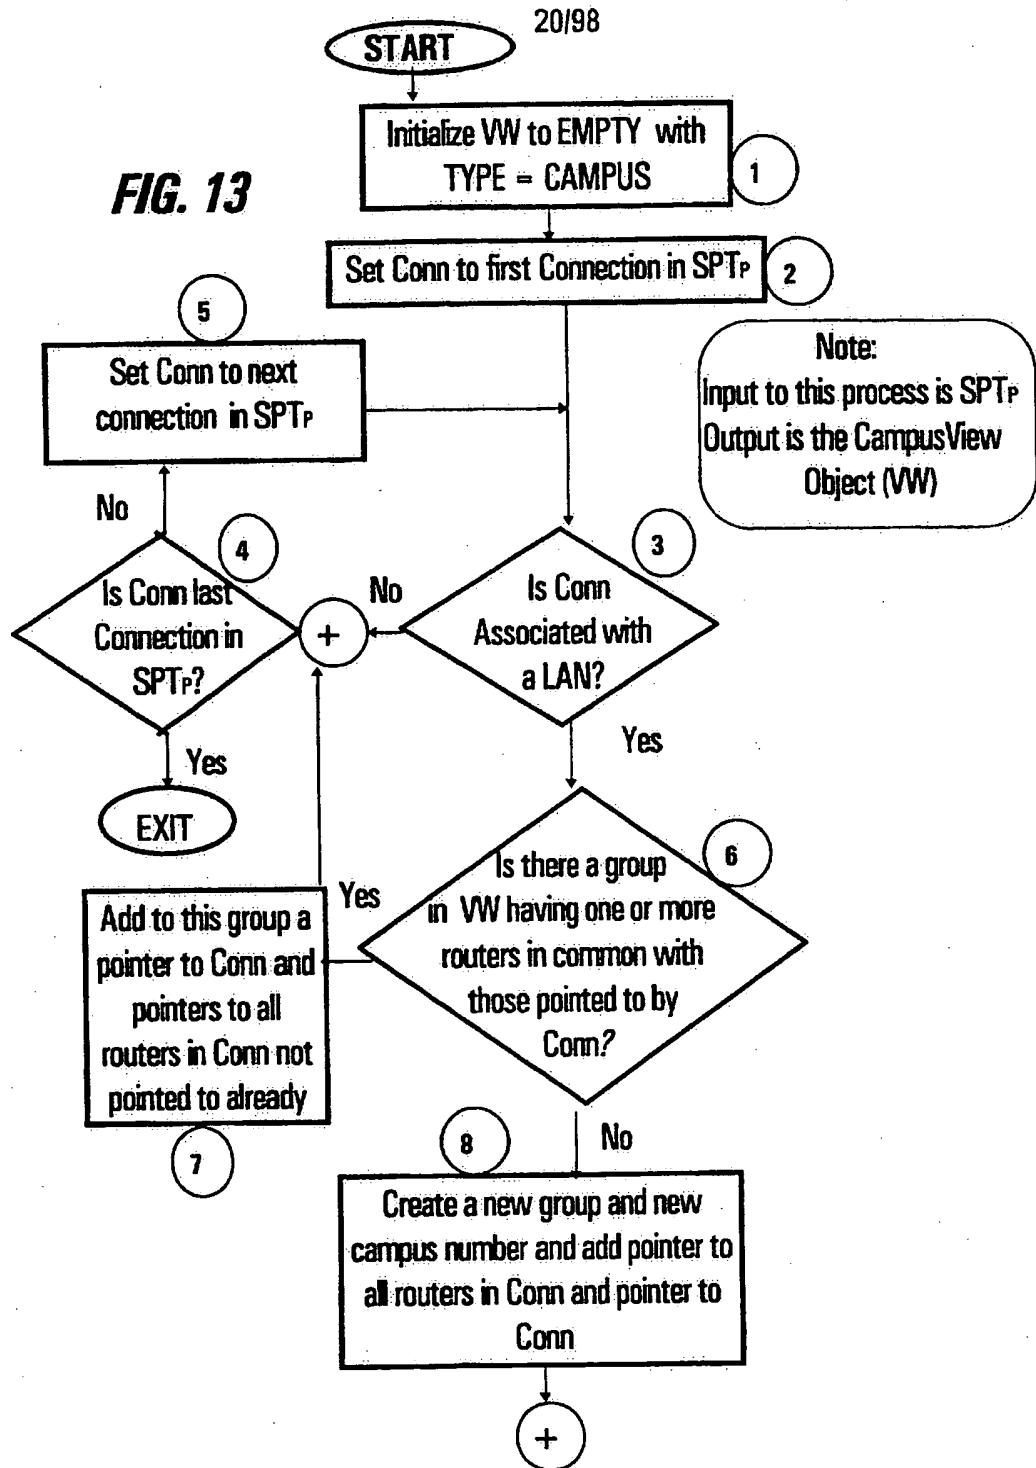 20/98
START
Initialize VW to EMPTY with
TYPE = CAMPUS
1
FIG. 13
Set Conn to first Connection in SPTP
2
5
Set Conn to next
connection in SPTP
Note:
Input to this process is SPTP
Output is the CampusView
Object (VW)
No
4
Is Conn last
Connection in
SPTP?
No
+
3
Is Conn
Associated with
a LAN?
Yes
Yes
EXIT
6
Is there a group
in VW having one or more
routers in common with
those pointed to by
Conn?
Yes
Add to this group a
pointer to Conn and
pointers to all
routers in Conn not
pointed to already
7
No
8
Create a new group and new
campus number and add pointer to
all routers in Conn and pointer to
Conn
+